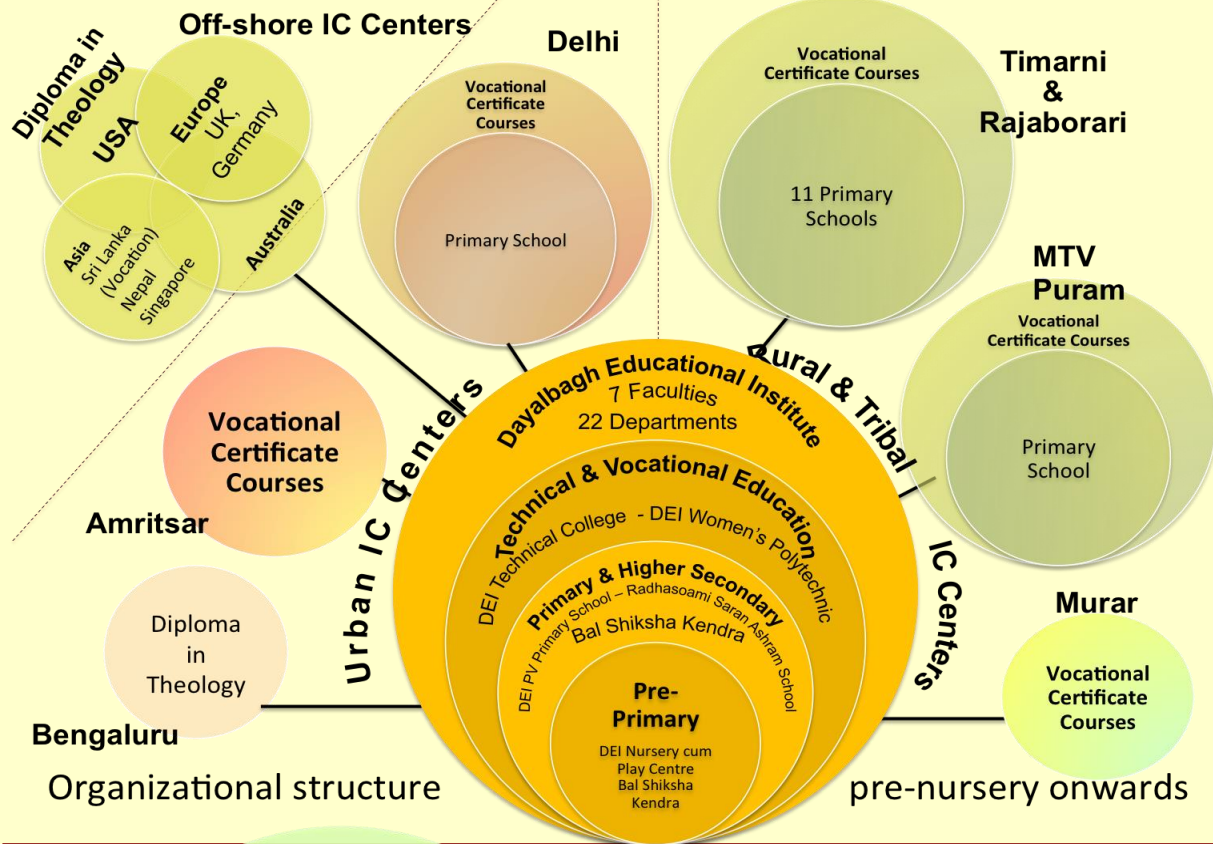 Off-shore IC Centers
Diploma in
Theology
USA
Europe
UK,
Germany
Asia
Sri Lanka
(Vocation)
Nepal
Singapore
Australia
Delhi
Vocational
Certificate
Courses
Primary School
Vocational
Certificate Courses
11 Primary
Schools
Timarni
&
Rajaborari
MTV
Puram
Vocational
Certificate Courses
Primary
School
Vocational
Certificate
Courses
Amritsar
Diploma
in
Theology
Bengaluru
Urban IC Centers
Rural & Tribal
IC Centers
Dayalbagh Educational Institute
7 Faculties
22 Departments
Technical & Vocational Education
DEI Technical College - DEI Women's Polytechnic
Primary & Higher Secondary
DEI PV Primary School – Radhasoami Saran Ashram School
Bal Shiksha Kendra
Pre-
Primary
DEI Nursery cum
Play Centre
Bal Shiksha
Kendra
Murar
Vocational
Certificate
Courses
Organizational structure
pre-nursery onwards